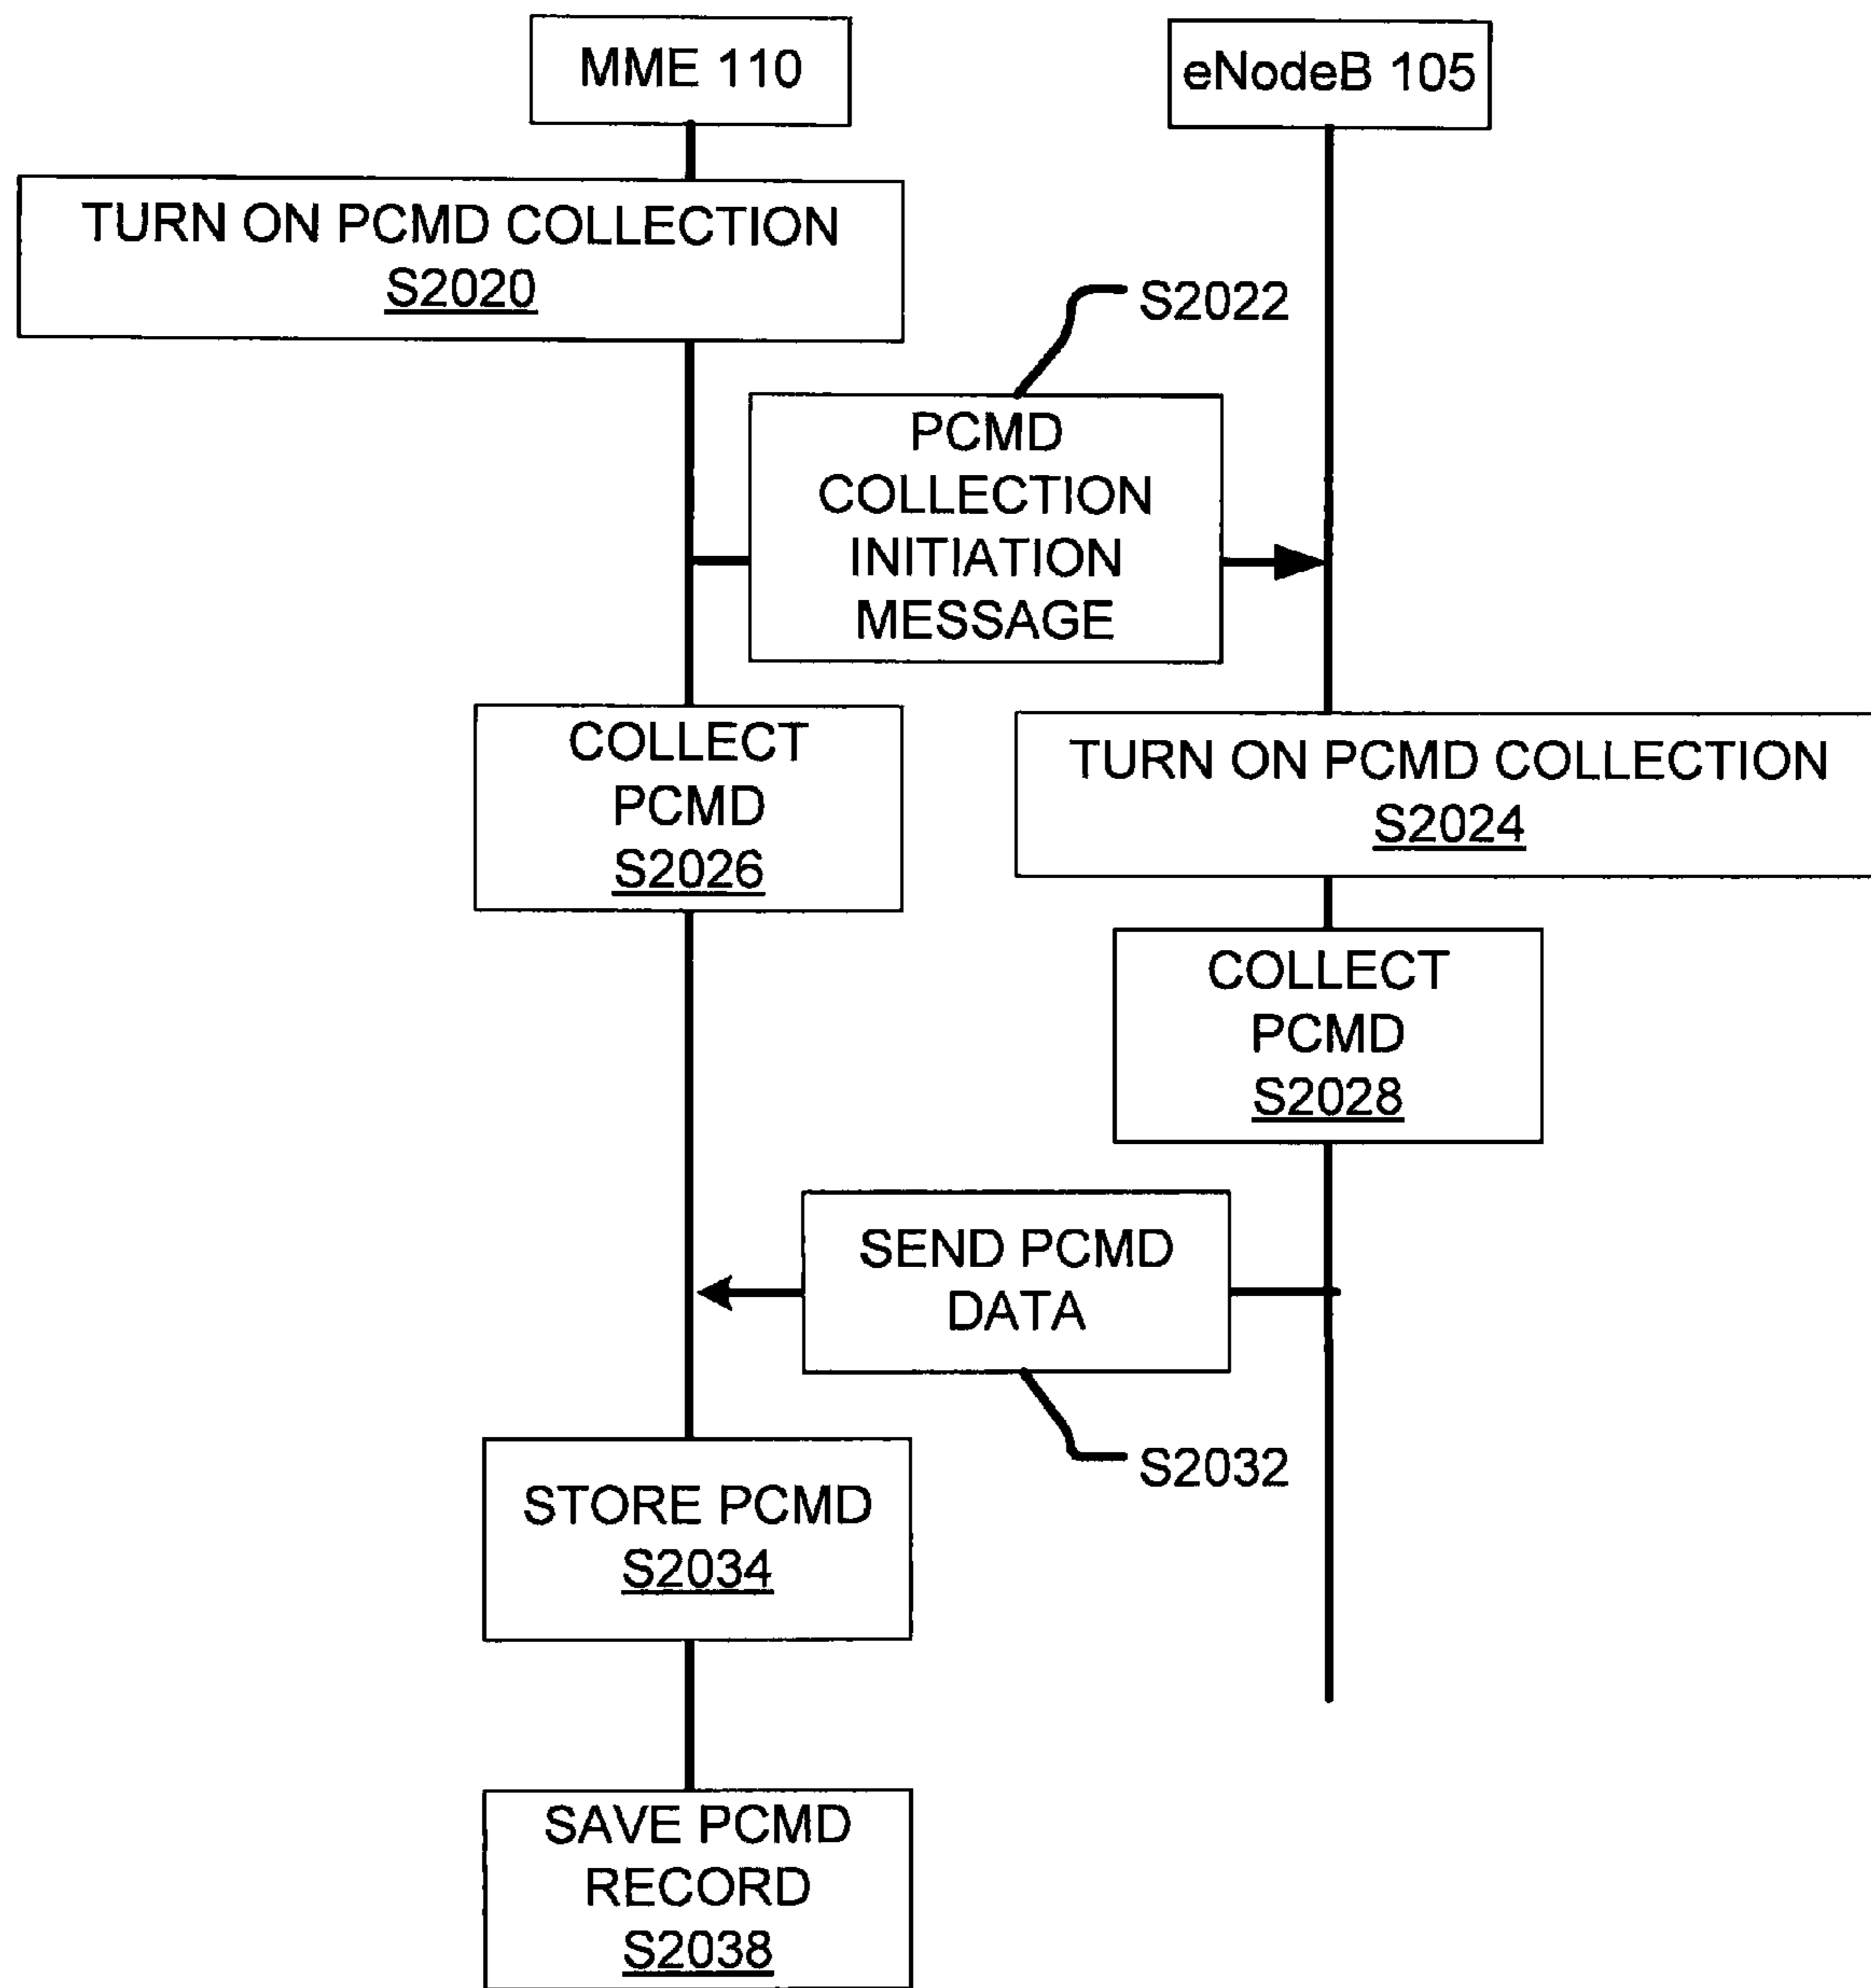 MME 110
eNodeB 105
TURN ON PCMD COLLECTION
S2020
S2022
PCMD
COLLECTION
INITIATION
MESSAGE
COLLECT
PCMD
S2026
TURN ON PCMD COLLECTION
S2024
COLLECT
PCMD
S2028
SEND PCMD
DATA
S2032
STORE PCMD
S2034
SAVE PCMD
RECORD
S2038